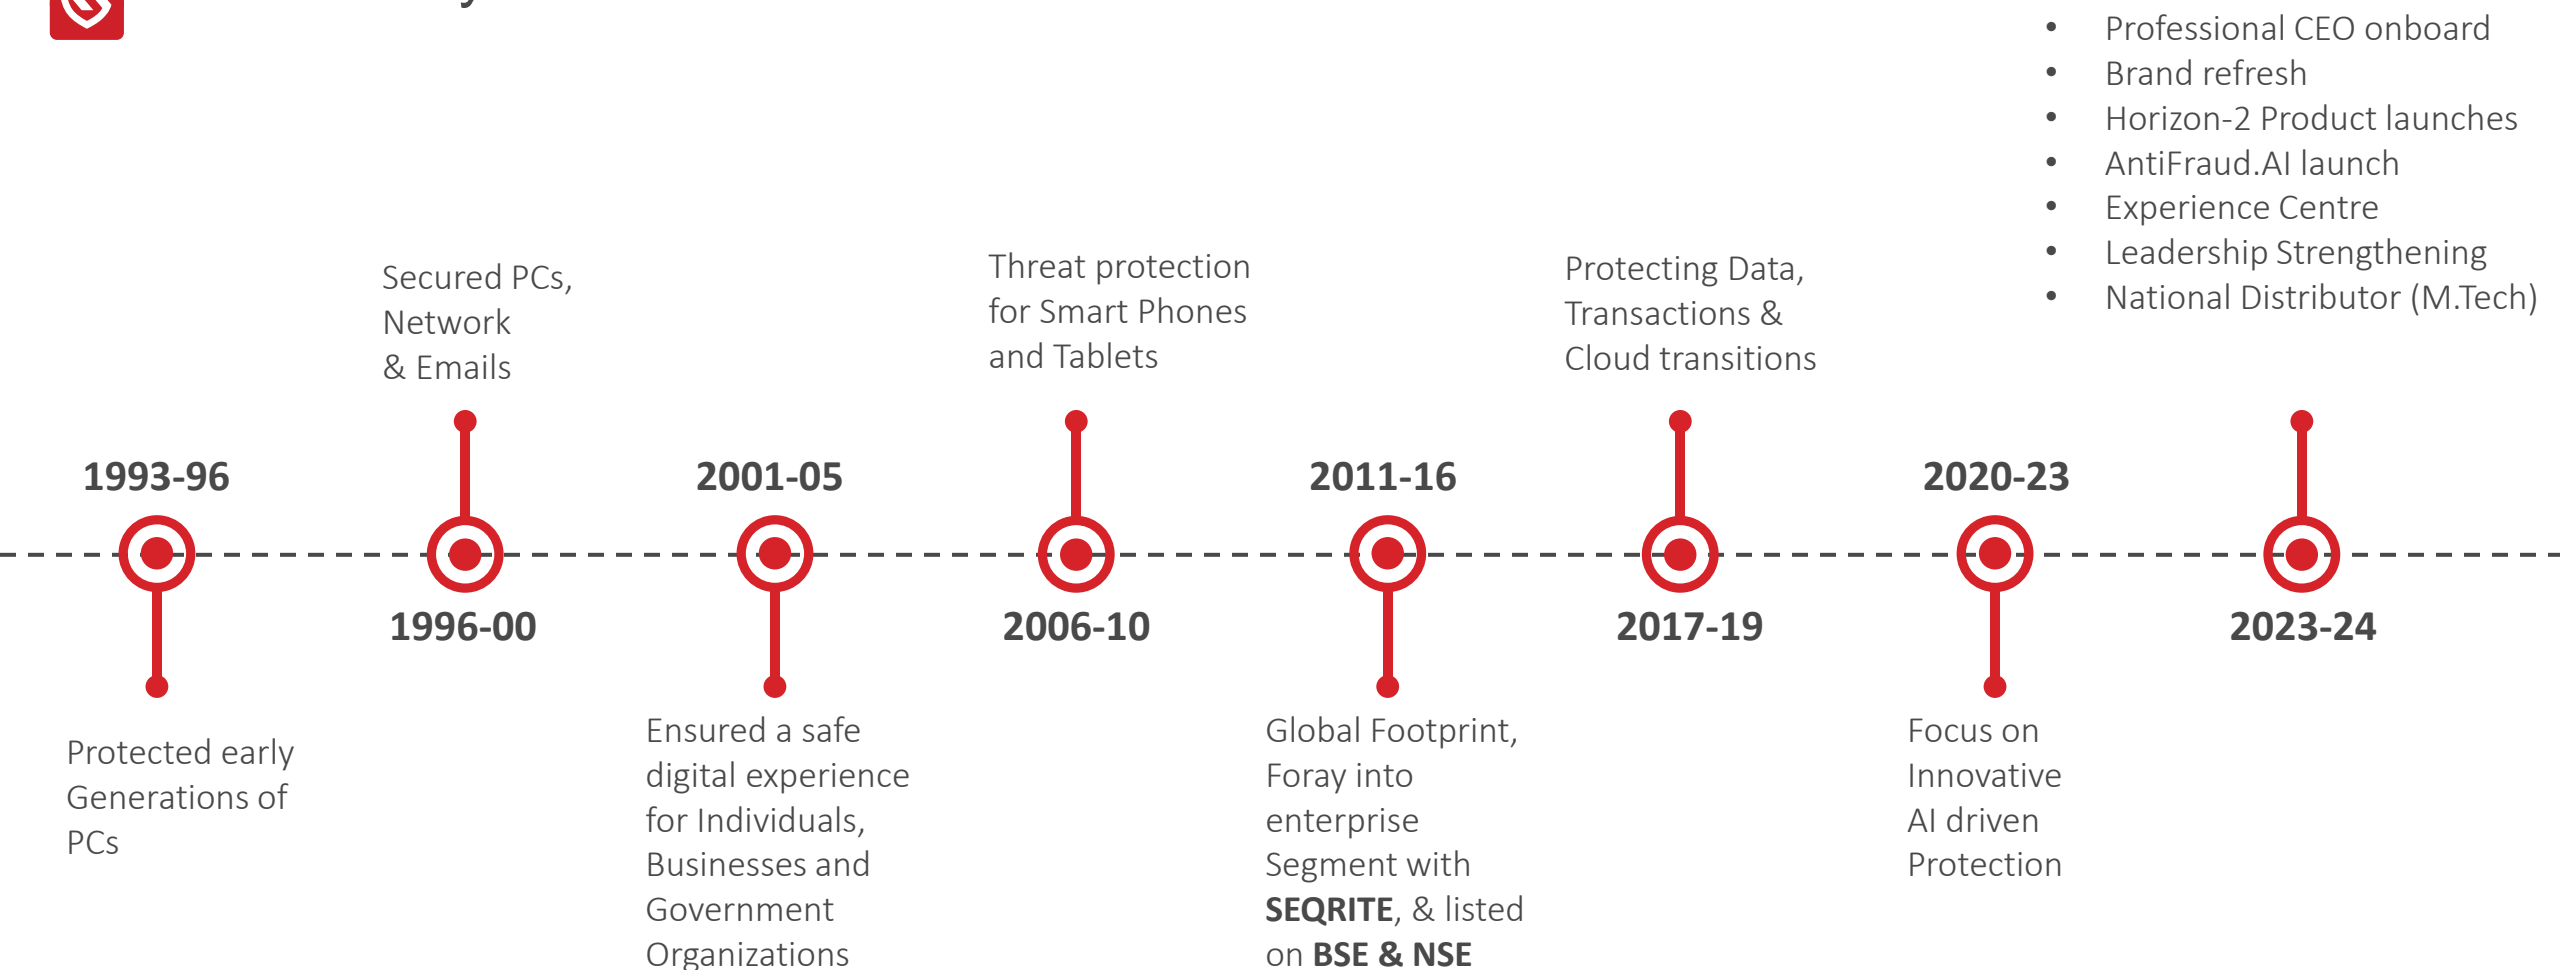 Professional CEO onboard
Brand refresh
Horizon-2 Product launches
AntiFraud.AI launch
Experience Centre
Leadership Strengthening
National Distributor (M.Tech)
Secured PCs,
Network
& Emails
Threat protection
for Smart Phones
and Tablets
Protecting Data,
Transactions &
Cloud transitions
1993-96
2001-05
2011-16
2020-23
1996-00
2006-10
2017-19
2023-24
Protected early
Generations of
PCs
Ensured a safe
digital experience
for Individuals,
Businesses and
Government
Organizations
Global Footprint,
Foray into
enterprise
Segment with
SEQRITE, & listed
on BSE & NSE
Focus on
Innovative
AI driven
Protection